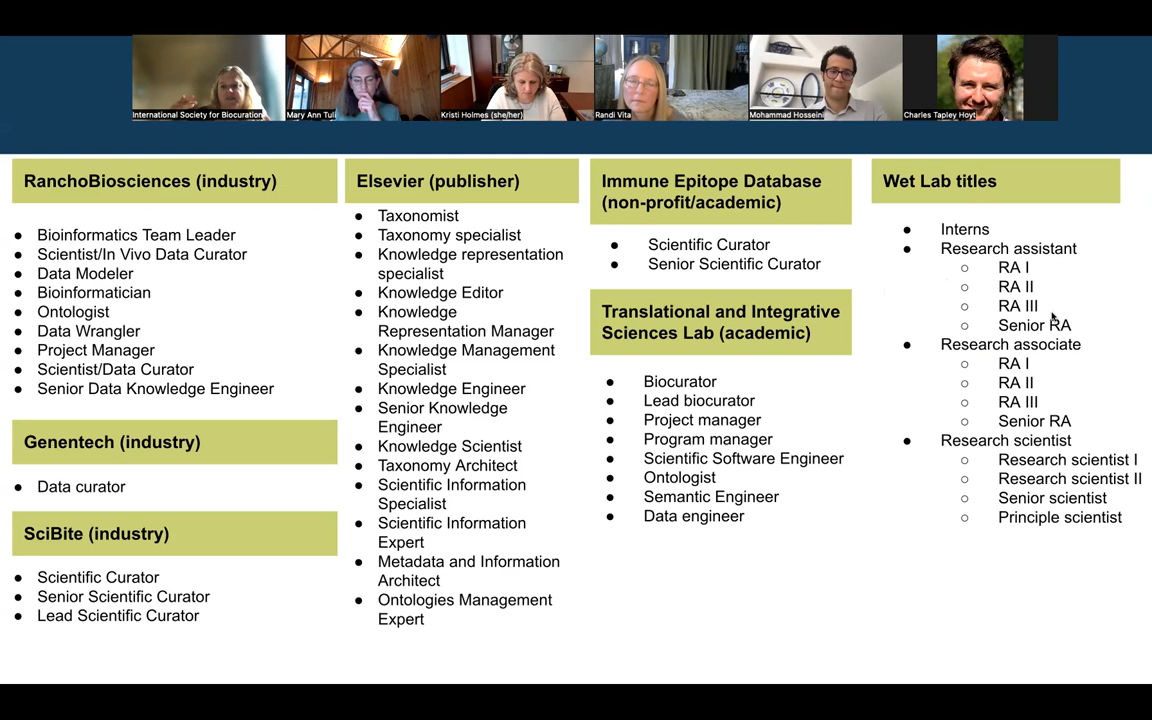 International Society for Biocuration
Mary Ann Tuli
Kristi Holmes (she/her)
Randi Vita
Mohammad Hosseini
Charles Tapley Hoyt
RanchoBiosciences (industry)
● Bioinformatics Team Leader
● Scientist/In Vivo Data Curator
● Data Modeler
● Bioinformatician
● Ontologist
● Data Wrangler
● Project Manager
● Scientist/Data Curator
● Senior Data Knowledge Engineer
Genentech (industry)
● Data curator
SciBite (industry)
● Scientific Curator
● Senior Scientific Curator
● Lead Scientific Curator
Elsevier (publisher)
● Taxonomist
● Taxonomy specialist
● Knowledge representation
specialist
● Knowledge Editor
● Knowledge
Representation Manager
● Knowledge Management
Specialist
● Knowledge Engineer
● Senior Knowledge
Engineer
● Knowledge Scientist
● Taxonomy Architect
● Scientific Information
Specialist
● Scientific Information
Expert
● Metadata and Information
Architect
● Ontologies Management
Expert
Immune Epitope Database
(non-profit/academic)
● Scientific Curator
● Senior Scientific Curator
Translational and Integrative
Sciences Lab (academic)
● Biocurator
● Lead biocurator
● Project manager
● Program manager
● Scientific Software Engineer
● Ontologist
● Semantic Engineer
● Data engineer
Wet Lab titles
● Interns
● Research assistant
○ RA I
○ RA II
○ RA III
○ Senior RA
● Research associate
○ RA I
○ RA II
○ RA III
○ Senior RA
● Research scientist
○ Research scientist I
○ Research scientist II
○ Senior scientist
○ Principle scientist